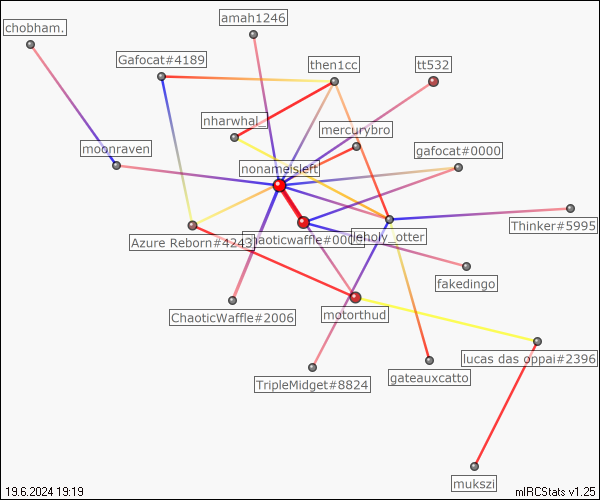 amah1246
chobham.
Gafocat#4189
then1cc
tt532
nharwhal_
mercurybro
moonraven
gafocat#0000
nonameisleft
Thinker#5995
Azure Reborn#4243
leholy_otter
fakedingo
ChaoticWaffle#2006
motorthud
lucas das oppai#2396
TripleMidget#8824
gateauxcatto
mukszi
19.6.2024 19:19
mIRCStats v1.25